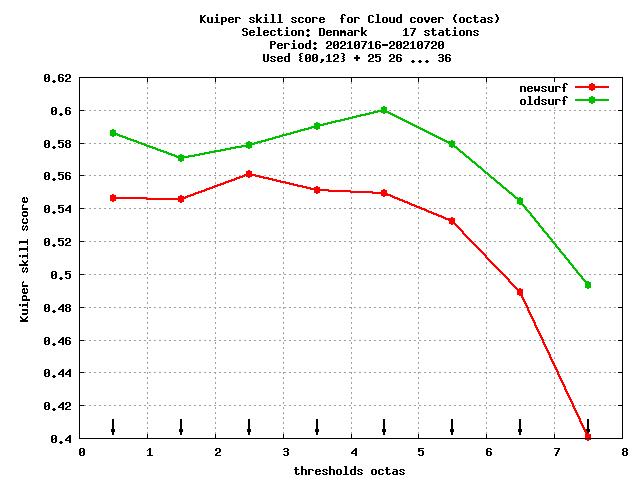 Kuiper skill score  for Cloud cover (octas)
Selection: Denmark     17 stations
Period: 20210716-20210720
Used {00,12} + 25 26 ... 36
newsurf
oldsurf
0.62
0.6
0.58
0.56
0.54
0.52
0.5
0.48
0.46
0.44
0.42
0.4
Kuiper skill score
0 1 2 3 4 5 6 7 8
thresholds octas